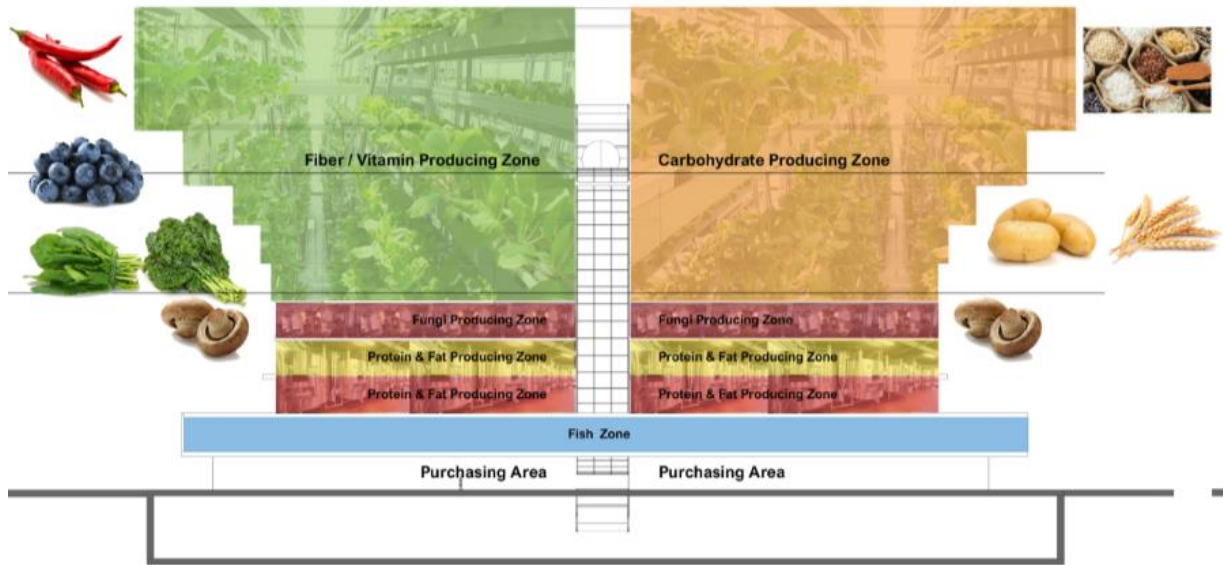 Fiber / Vitamin Producing Zone
Carbohydrate Producing Zone
Fungi Producing Zone
Fungi Producing Zone
Protein & Fat Producing Zone
Protein & Fat Producing Zone
Protein & Fat Producing Zone
Protein & Fat Producing Zone
Fish Zone
Purchasing Area
Purchasing Area